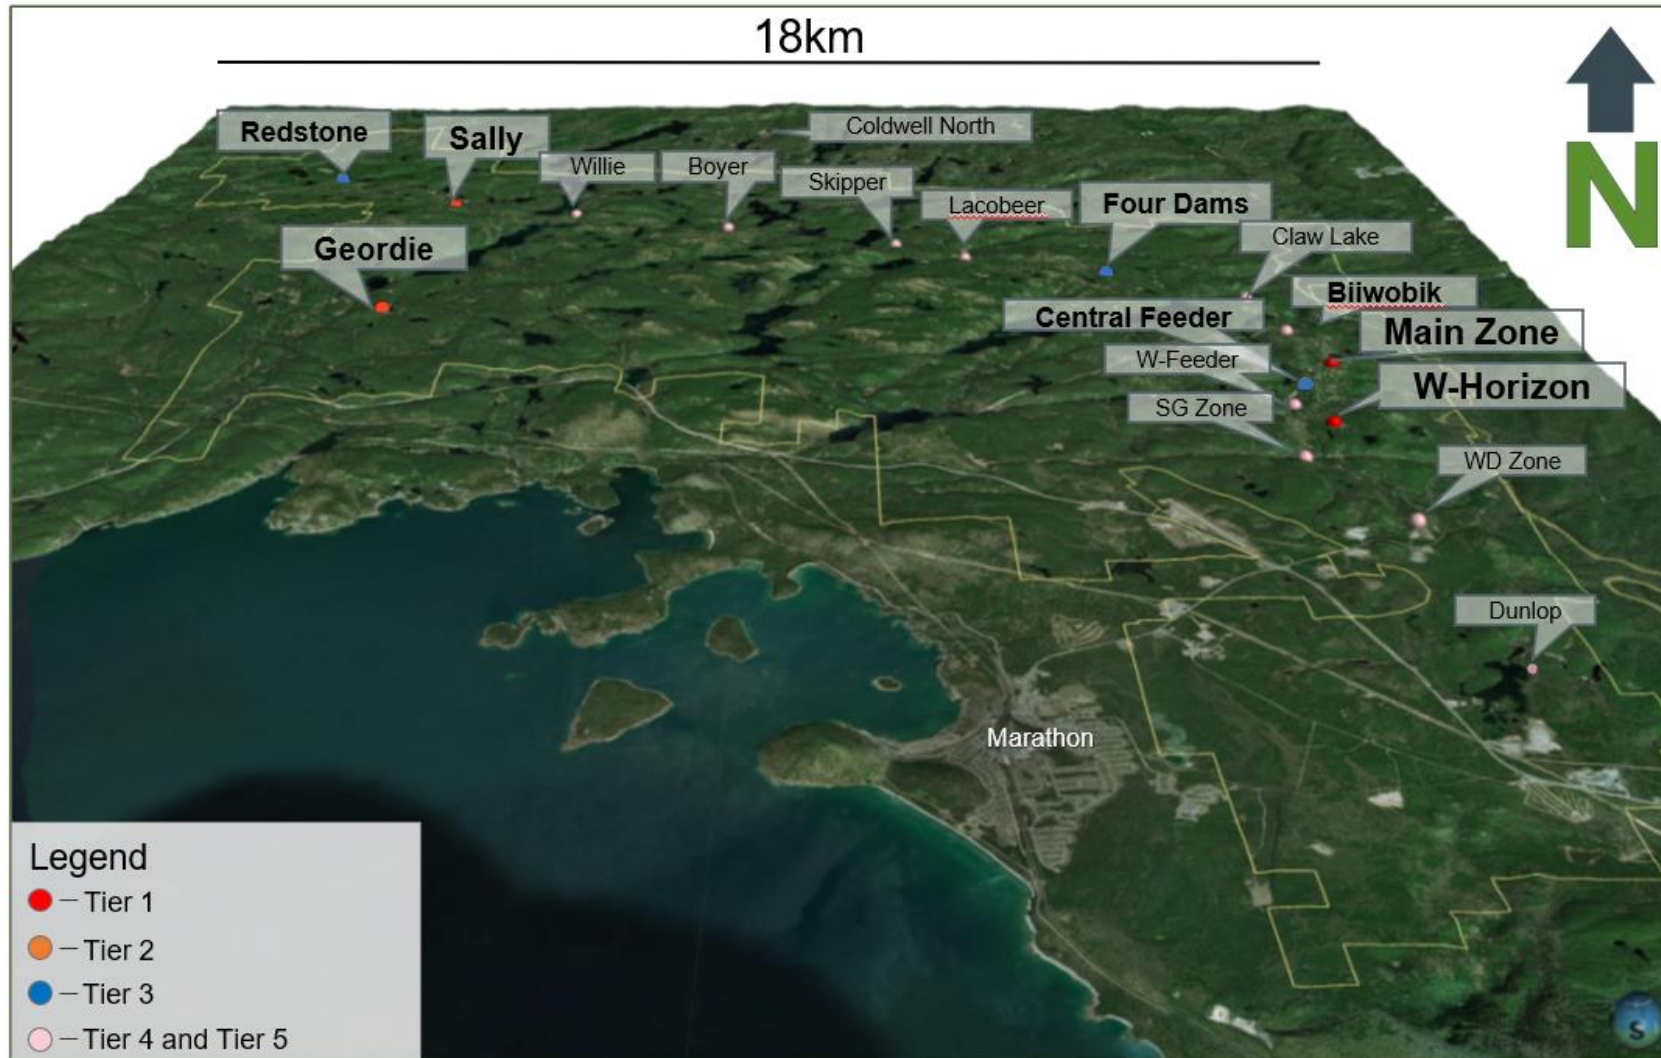 18km
N
Redstone
Sally
Coldwell North
Willie
Boyer
Skipper
Lacobeer
Four Dams
Geordie
Claw Lake
Biiwobik
Central Feeder
Main Zone
W-Feeder
W-Horizon
SG Zone
WD Zone
Dunlop
Marathon
Legend
– Tier 1
– Tier 2
– Tier 3
– Tier 4 and Tier 5
S